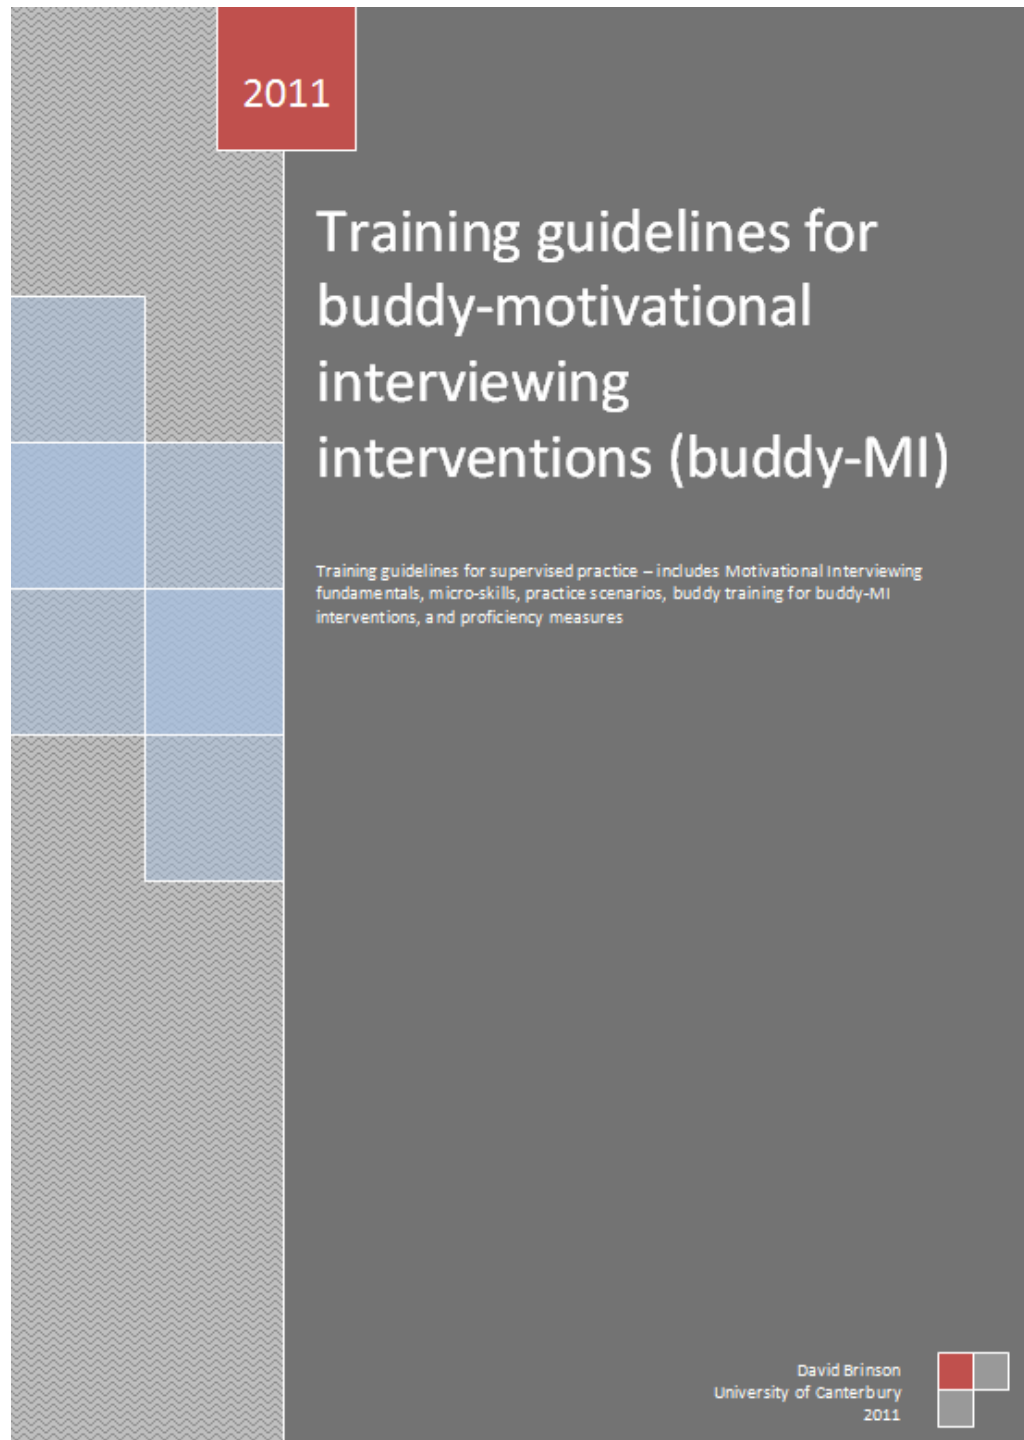 2011
Training guidelines for
buddy-motivational
interviewing
interventions (buddy-MI)
Training guidelines for supervised practice – includes Motivational Interviewing
fundamentals, micro-skills, practice scenarios, buddy training for buddy-MI
interventions, and proficiency measures
David Brinson
University of Canterbury
2011